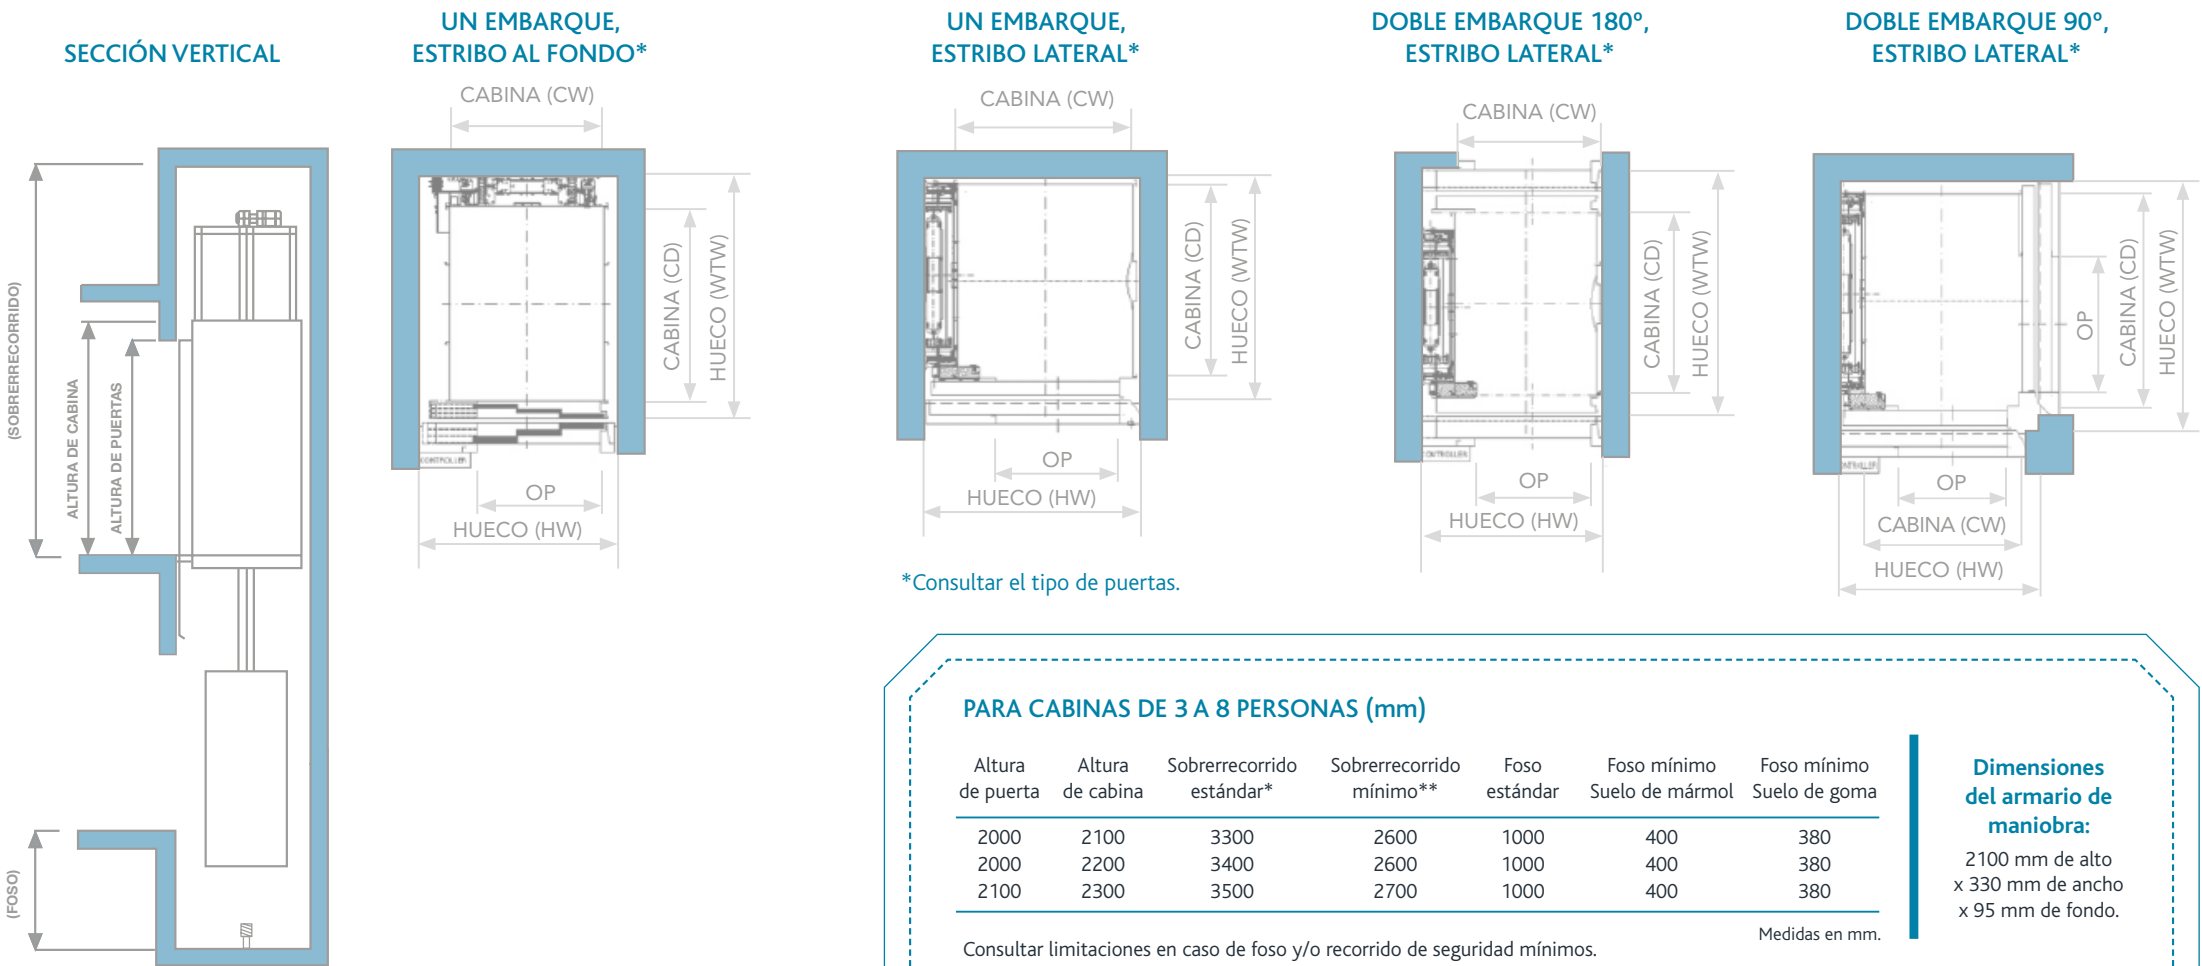 SECCIÓN VERTICAL
(SOBRERRECORRIDO)
ALTURA DE CABINA
ALTURA DE PUERTAS
(FOSO)
UN EMBARQUE,
ESTRIBO AL FONDO*
CABINA (CW)
CABINA (CD)
HUECO (WTW)
CONTROLLER
OP
HUECO (HW)
UN EMBARQUE,
ESTRIBO LATERAL*
CABINA (CW)
CABINA (CD)
HUECO (WTW)
OP
HUECO (HW)
DOBLE EMBARQUE 180º,
ESTRIBO LATERAL*
CABINA (CW)
CABINA (CD)
HUECO (WTW)
CONTROLLER
OP
HUECO (HW)
DOBLE EMBARQUE 90º,
ESTRIBO LATERAL*
OP
CABINA (CD)
HUECO (WTW)
OP
CABINA (CW)
HUECO (HW)
*Consultar el tipo de puertas.
PARA CABINAS DE 3 A 8 PERSONAS (mm)
Altura Altura Sobrerrecorrido Sobrerrecorrido Foso Foso mínimo Foso mínimo
de puerta de cabina estándar* mínimo** estándar Suelo de mármol Suelo de goma
2000 2100 3300 2600 1000 400 380
2000 2200 3400 2600 1000 400 380
2100 2300 3500 2700 1000 400 380
Medidas en mm.
Consultar limitaciones en caso de foso y/o recorrido de seguridad mínimos.
Dimensiones
del armario de
maniobra:
2100 mm de alto
x 330 mm de ancho
x 95 mm de fondo.